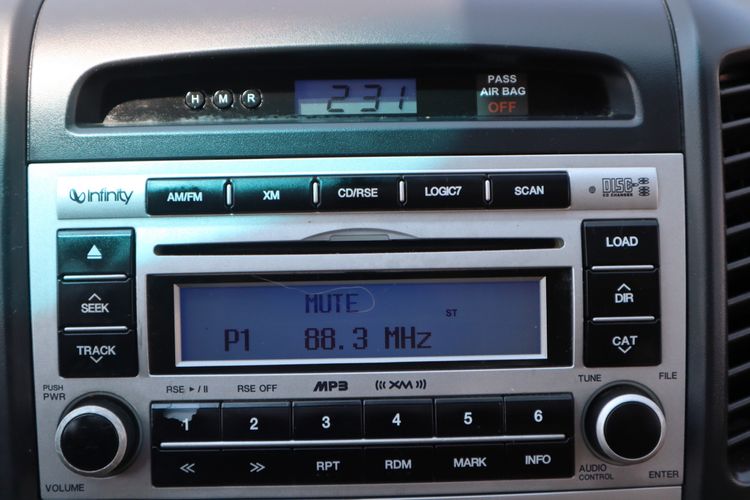 H M R
2:31
PASS
AIR BAG
OFF
infinity
AM/FM
XM
CD/RSE
LOGIC7
SCAN
DISC
CD CHANGER
LOAD
SEEK
TRACK
DIR
CAT
MUTE
ST
P1 88.3 MHz
PUSH
PWR
VOLUME
RSE ►/II
RSE OFF
MP3
((( XM )))
TUNE
FILE
1
2
3
4
5
6
<<
>>
RPT
RDM
MARK
INFO
AUDIO
CONTROL
ENTER